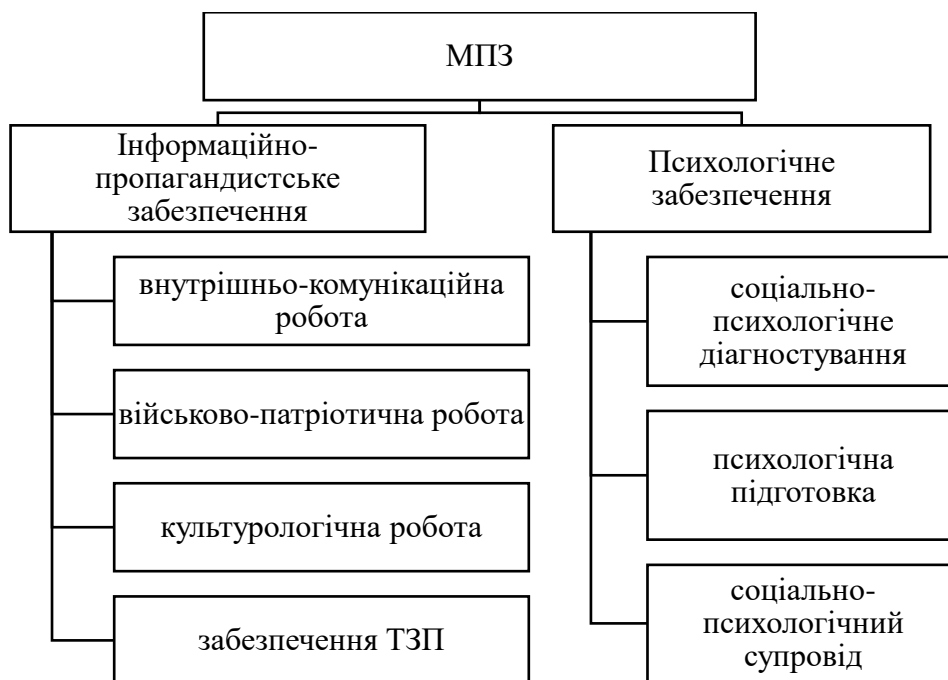 МПЗ
Інформаційно-
пропагандистське
забезпечення
внутрішньо-комунікаційна
робота
військово-патріотична робота
культурологічна робота
забезпечення ТЗП
Психологічне
забезпечення
соціально-
психологічне
діагностування
психологічна
підготовка
соціально-
психологічний
супровід